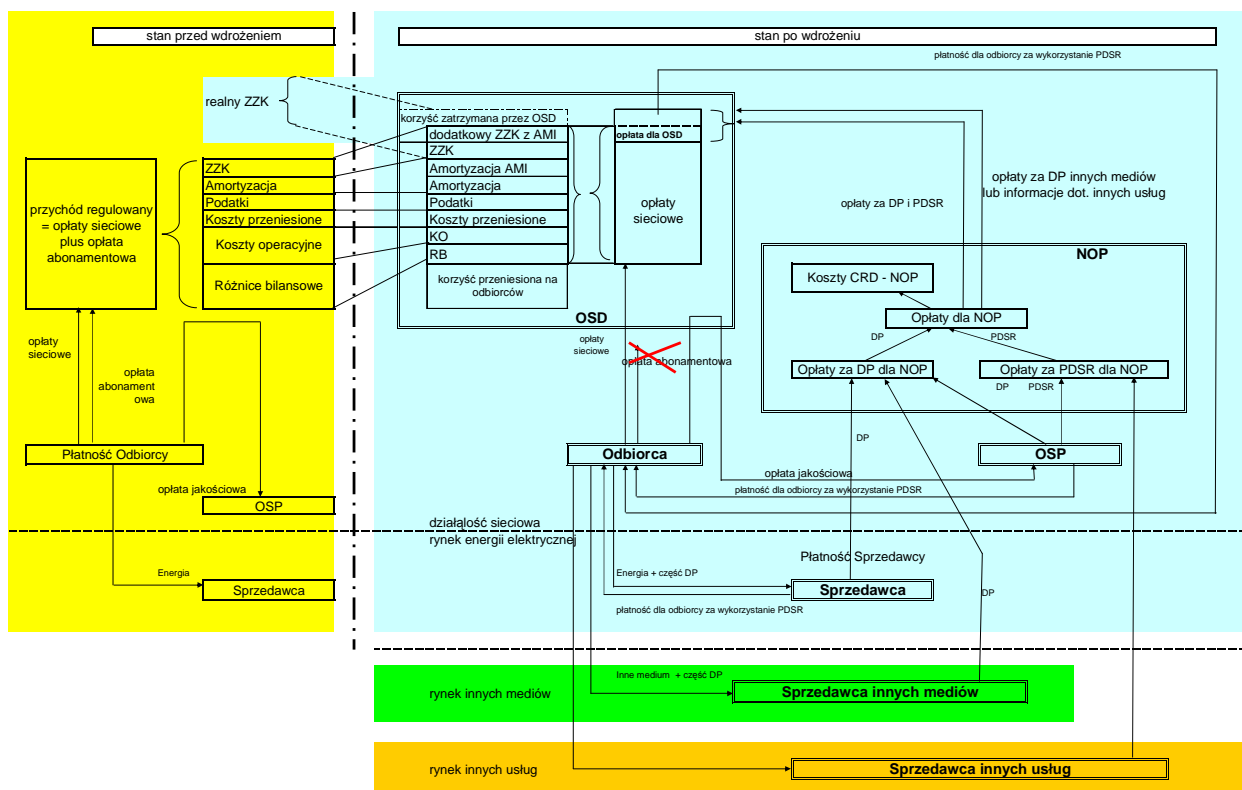 stan przed wdrożeniem
stan po wdrożeniu
płatność dla odbiorcy za wykorzystanie PDSR
realny ZZK
korzyść zatrzymana przez OSD
dodatkowy ZZK z AMI
ZZK
Amortyzacja AMI
Amortyzacja
Podatki
Koszty przeniesione
KO
RB
korzyść przeniesiona na
odbiorców
OSD
opłata dla OSD
opłaty
sieciowe
przychód regulowany
= opłaty sieciowe
plus opłata
abonamentowa
ZZK
Amortyzacja
Podatki
Koszty przeniesione
Koszty operacyjne
Różnice bilansowe
opłaty za DP innych mediów
lub informacje dot. innych usług
opłaty za DP i PDSR
NOP
Koszty CRD - NOP
Opłaty dla NOP
DP
PDSR
Opłaty za DP dla NOP
Opłaty za PDSR dla NOP
DP
PDSR
opłaty
sieciowe
opłata
abonament
owa
opłaty
sieciowe
opłata abonamentowa
Płatność Odbiorcy
opłata jakościowa
OSP
Odbiorca
DP
OSP
opłata jakościowa
płatność dla odbiorcy za wykorzystanie PDSR
działąlość sieciowa
rynek energii elektrycznej
Płatność Sprzedawcy
Energia
Sprzedawca
Energia + część DP
Sprzedawca
DP
płatność dla odbiorcy za wykorzystanie PDSR
Inne medium + część DP
rynek innych mediów
Sprzedawca innych mediów
rynek innych usług
Sprzedawca innych usług